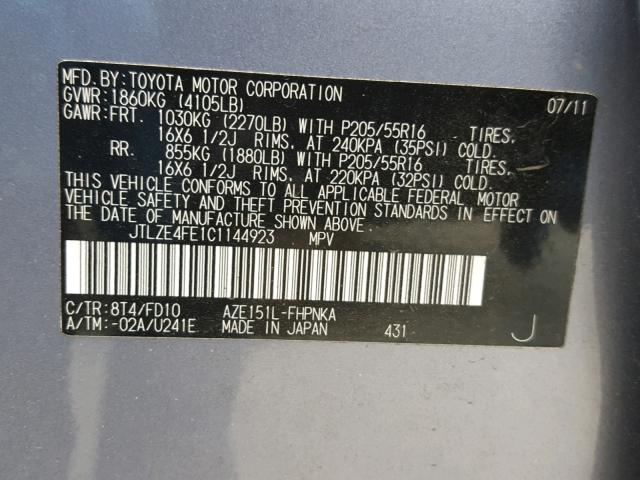 MFD.BY:TOYOTA MOTOR CORPORATION 07/11
GVWR:1860KG (4105LB)
GAWR:FRT. 1030KG (2270LB) WITH P205/55R16 TIRES,
16X6 1/2J RIMS, AT 240KPA (35PSI) COLD.
RR. 855KG (1880LB) WITH P205/55R16 TIRES,
16X6 1/2J RIMS, AT 220KPA (32PSI) COLD.
THIS VEHICLE CONFORMS TO ALL APPLICABLE FEDERAL MOTOR
VEHICLE SAFETY AND THEFT PREVENTION STANDARDS IN EFFECT ON
THE DATE OF MANUFACTURE SHOWN ABOVE.
JTLZE4FE1C1144923 MPV
C/TR:8T4/FD10 AZE151L-FHPNKA
A/TM:-02A/U241E MADE IN JAPAN 431 J